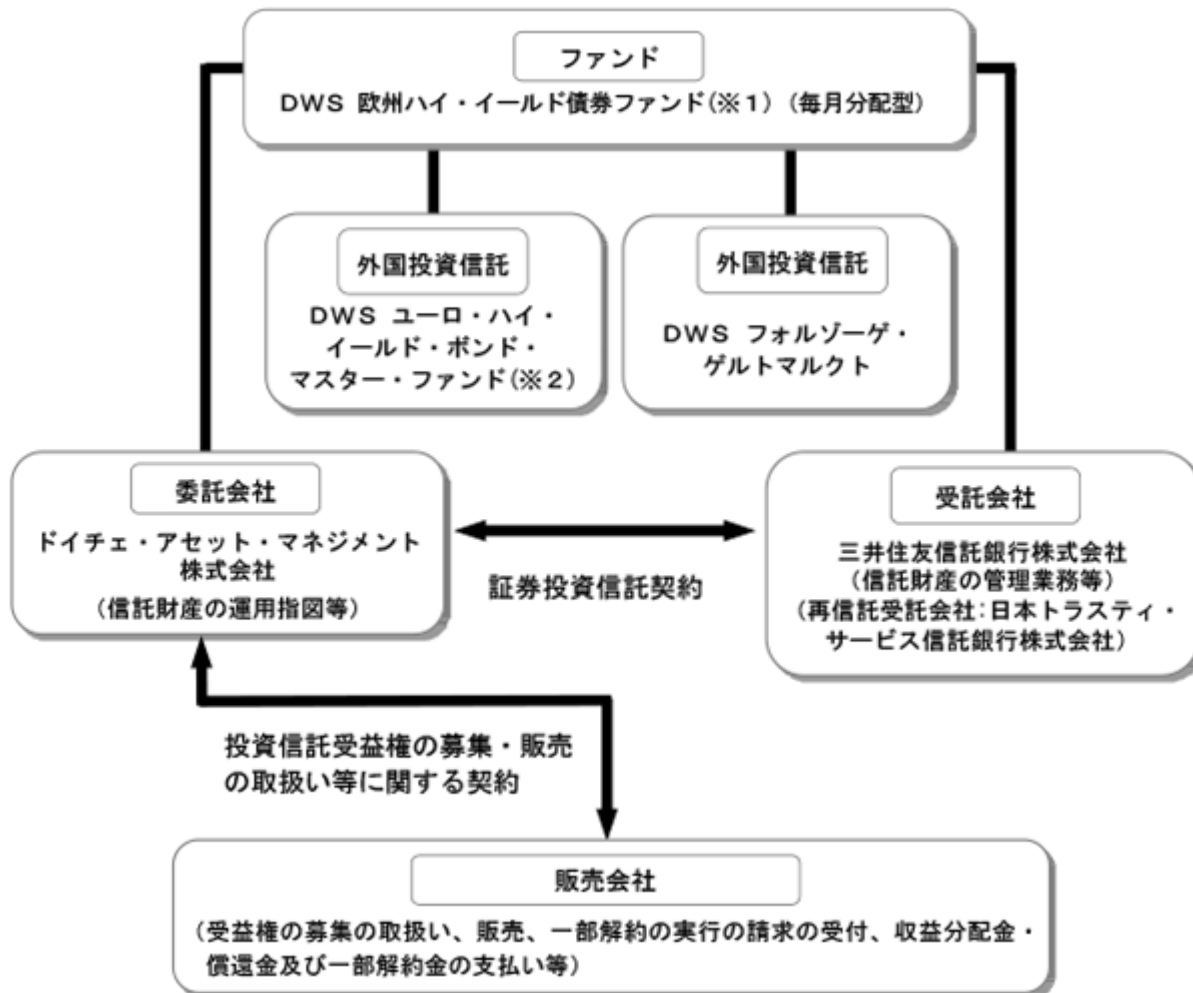 ファンド
DWS 欧州ハイ・イールド債券ファンド(※1)(毎月分配型)
外国投資信託
DWS ユーロ・ハイ・
イールド・ボンド・
マスター・ファンド(※2)
外国投資信託
DWS フォルゾーゲ・
ゲルトマルクト
委託会社
ドイチェ・アセット・マネジメント
株式会社
(信託財産の運用指図等)
証券投資信託契約
受託会社
三井住友信託銀行株式会社
(信託財産の管理業務等)
(再信託受託会社:日本トラスティ・
サービス信託銀行株式会社)
投資信託受益権の募集・販売
の取扱い等に関する契約
販売会社
(受益権の募集の取扱い、販売、一部解約の実行の請求の受付、収益分配金・
償還金及び一部解約金の支払い等)